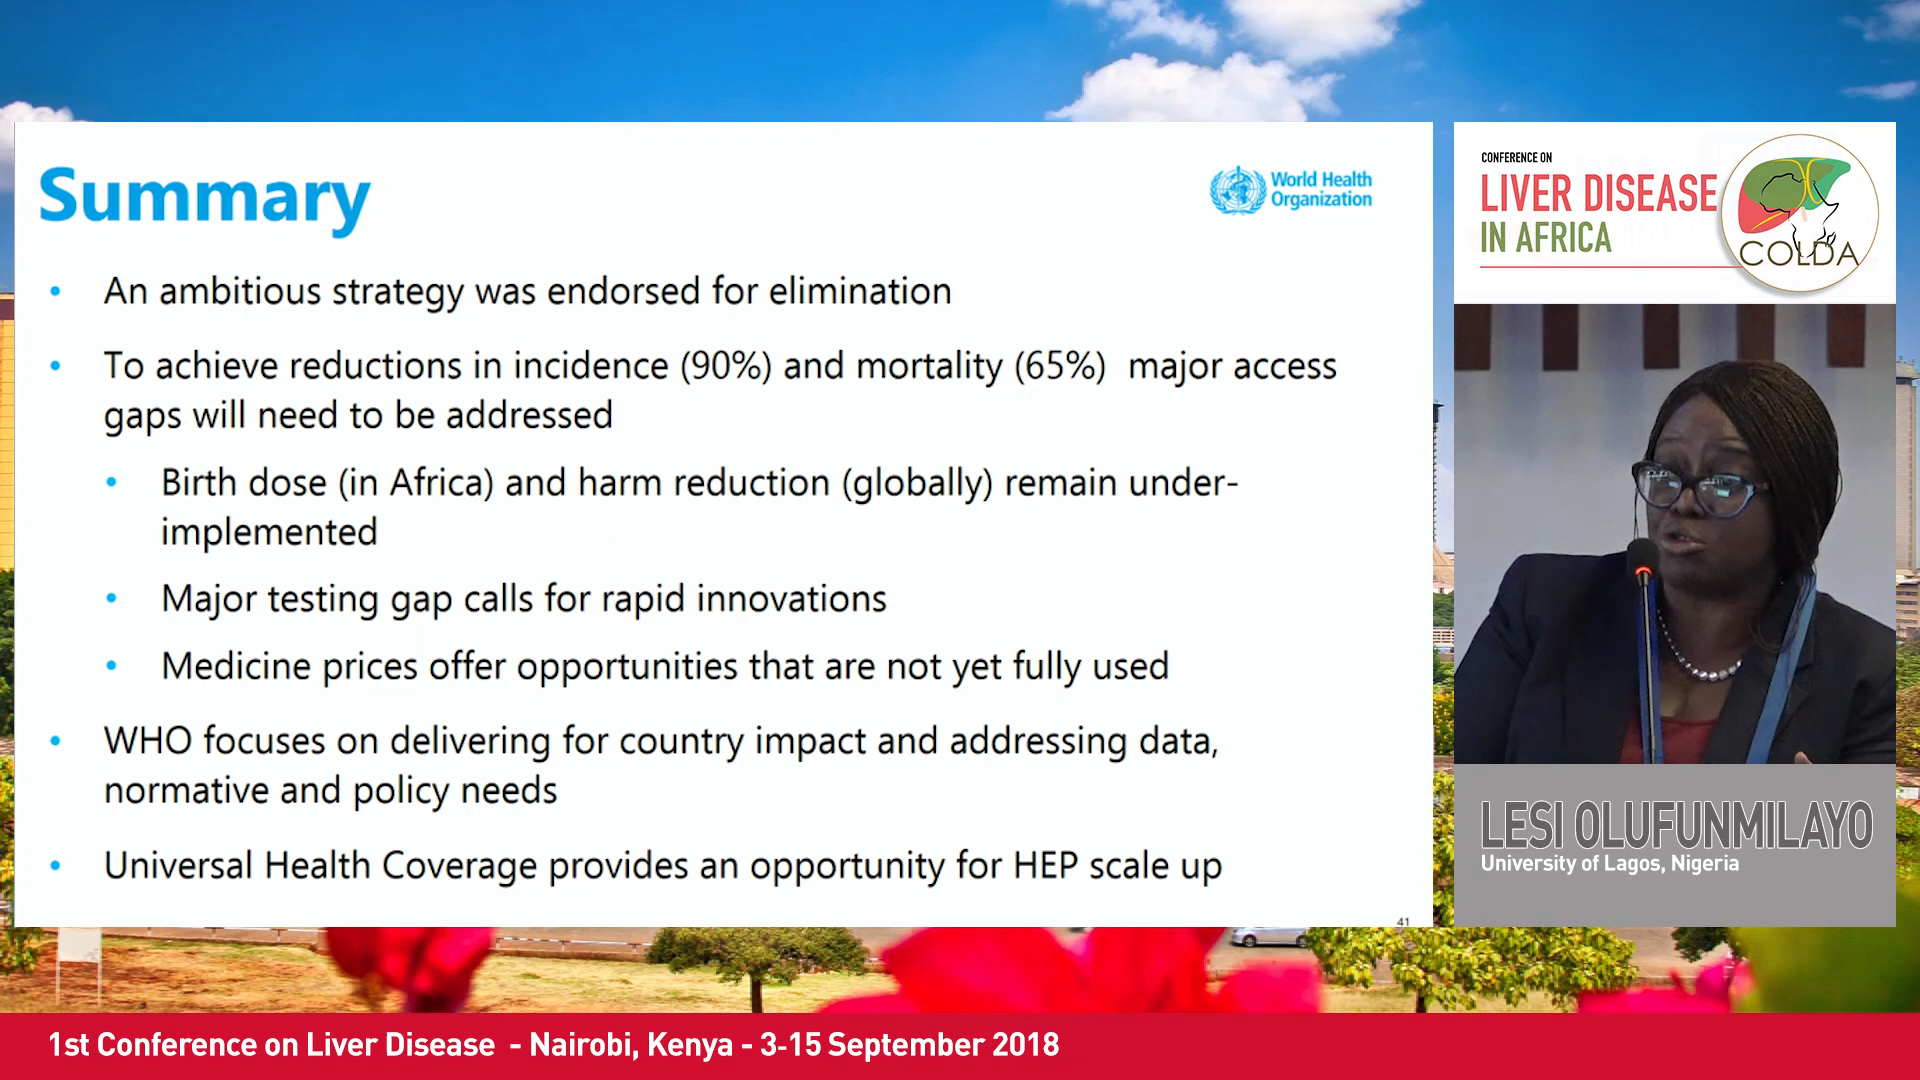 Summary
World Health
Organization
• An ambitious strategy was endorsed for elimination
• To achieve reductions in incidence (90%) and mortality (65%) major access
gaps will need to be addressed
• Birth dose (in Africa) and harm reduction (globally) remain under-
implemented
• Major testing gap calls for rapid innovations
• Medicine prices offer opportunities that are not yet fully used
• WHO focuses on delivering for country impact and addressing data,
normative and policy needs
• Universal Health Coverage provides an opportunity for HEP scale up
41
CONFERENCE ON
LIVER DISEASE
IN AFRICA
COLDA
LESI OLUFUNMILAYO
University of Lagos, Nigeria
1st Conference on Liver Disease - Nairobi, Kenya - 3-15 September 2018